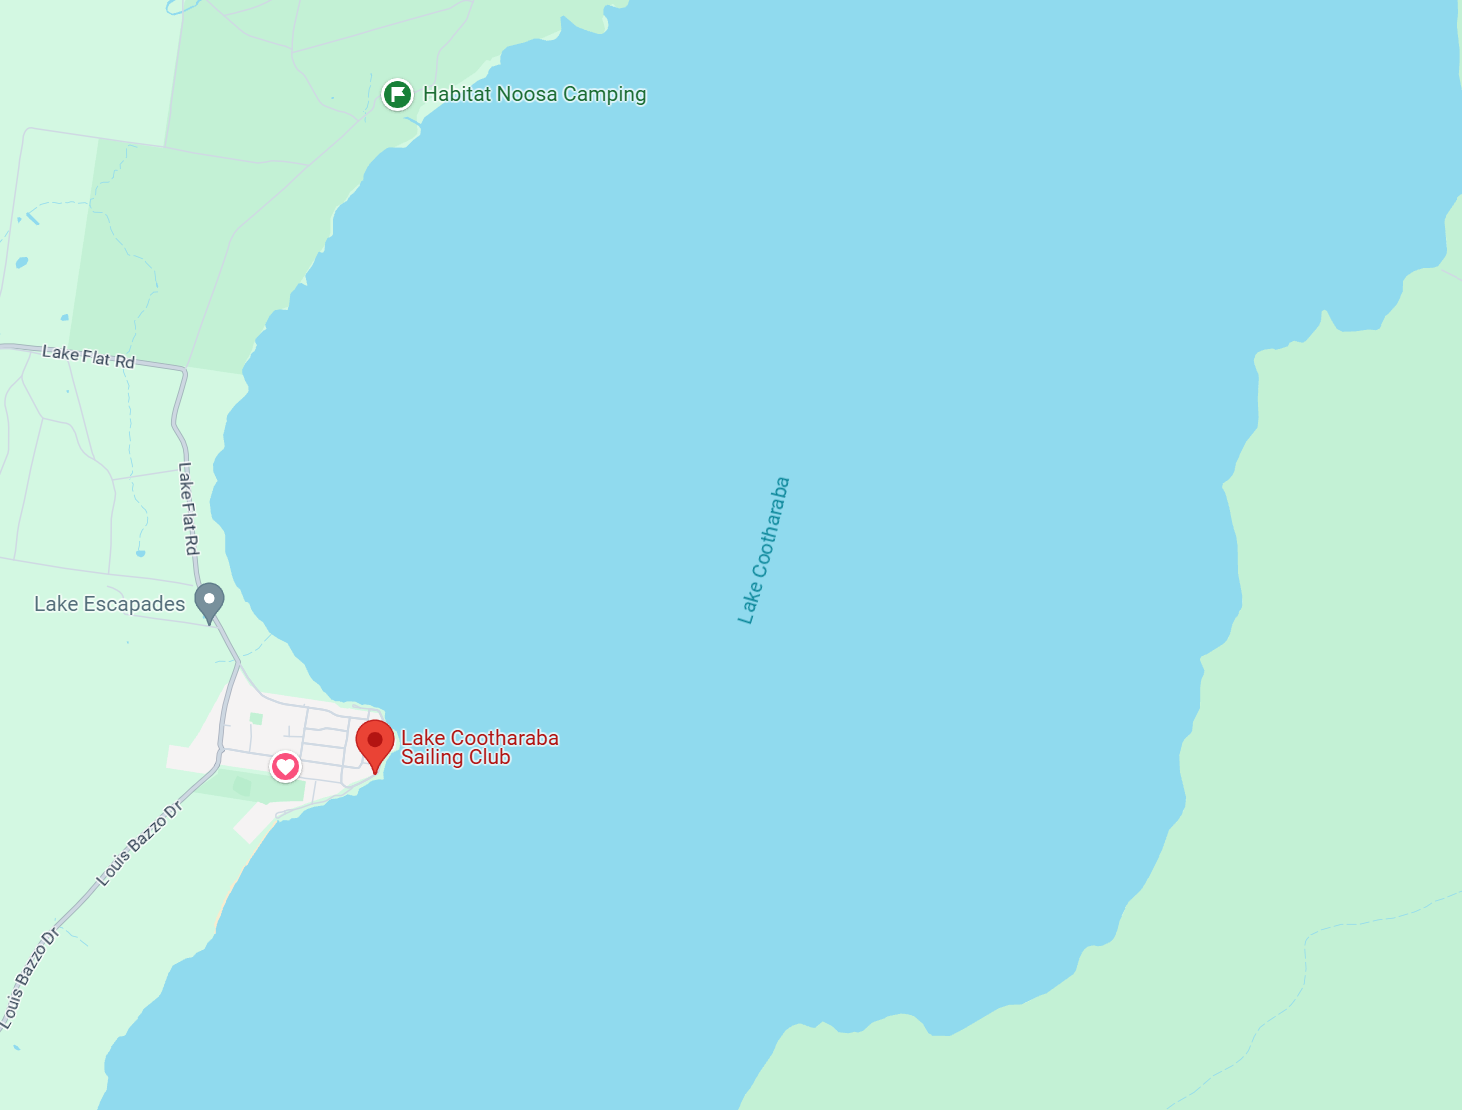 Habitat Noosa Camping
Lake Flat Rd
Lake Flat Rd
Lake Cootharaba
Lake Escapades
Lake Cootharaba
Sailing Club
Louis Bazzo Dr
Louis Bazzo Dr